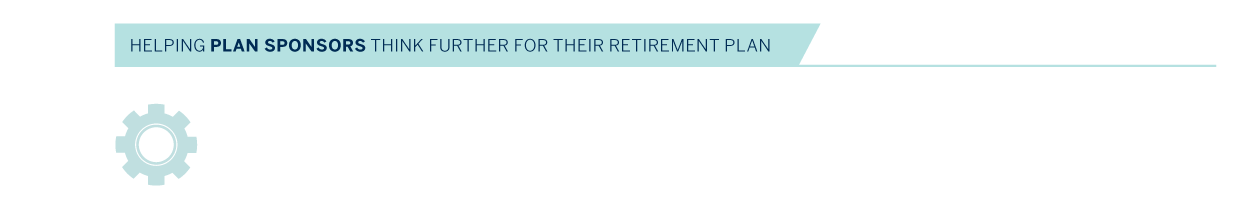 HELPING PLAN SPONSORS THINK FURTHER FOR THEIR RETIREMENT PLAN